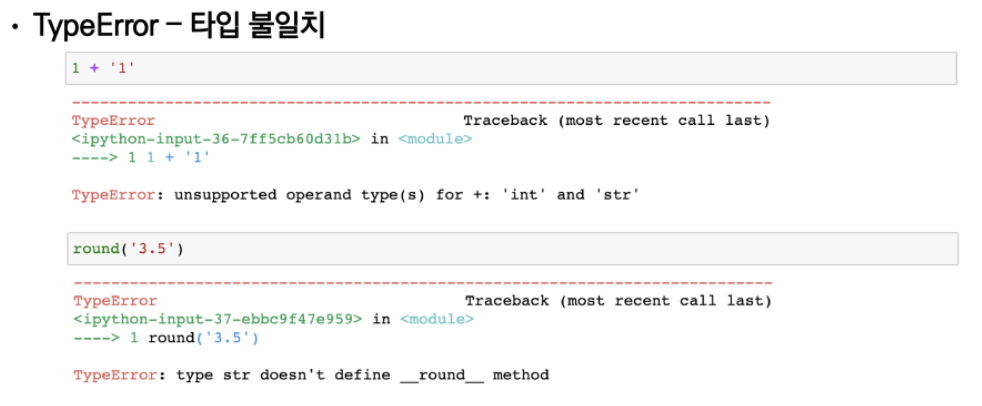 • TypeError – 타입 불일치
1 + '1'
---------------------------------------------------------------------------
TypeError Traceback (most recent call last)
<ipython-input-36-7ff5cb60d31b> in <module>
----> 1 1 + '1'
TypeError: unsupported operand type(s) for +: 'int' and 'str'
round('3.5')
---------------------------------------------------------------------------
TypeError Traceback (most recent call last)
<ipython-input-37-ebbc9f47e959> in <module>
----> 1 round('3.5')
TypeError: type str doesn't define __round__ method